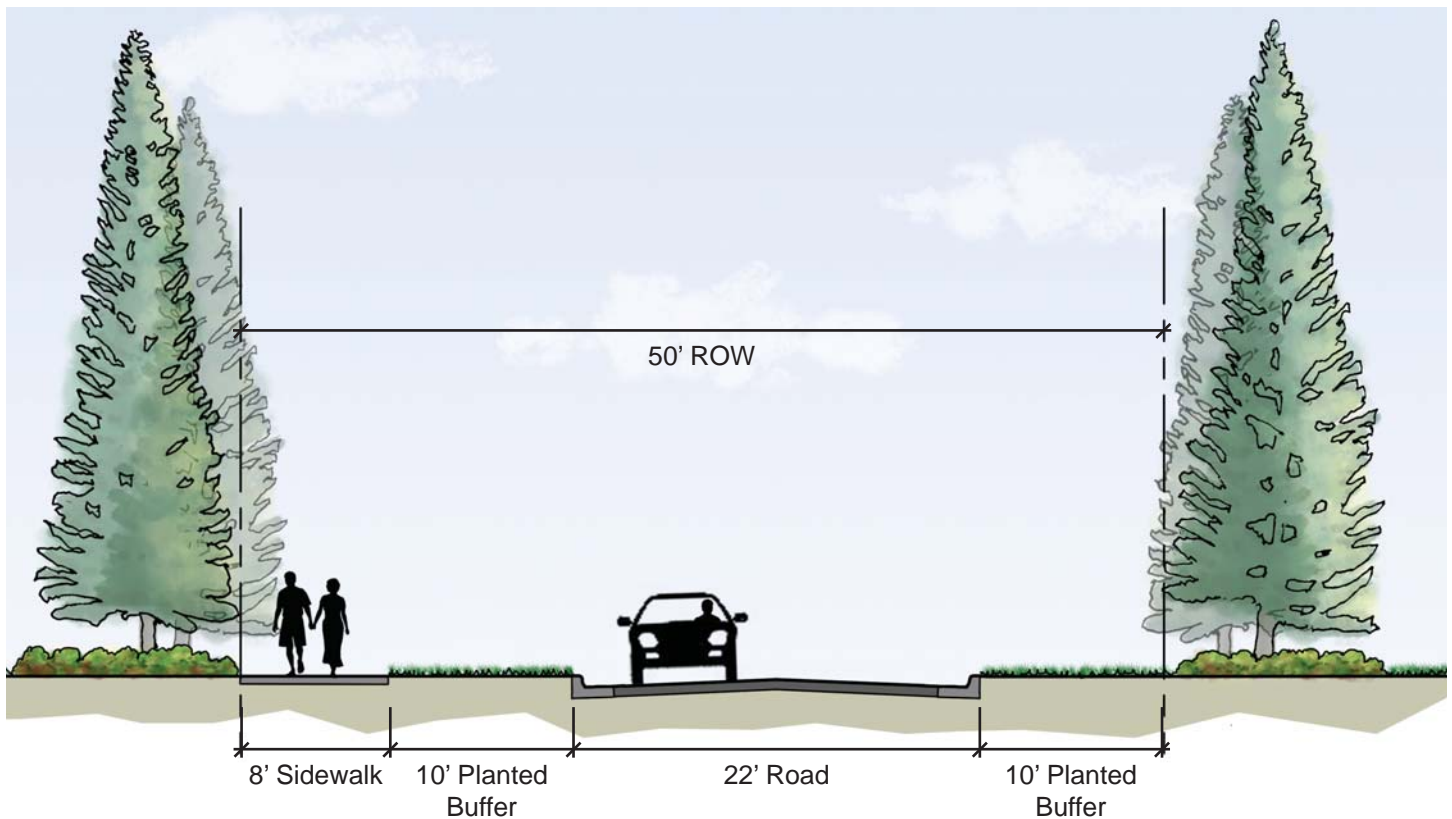 50’ ROW
8’ Sidewalk
10’ Planted
Buffer
22’ Road
10’ Planted
Buffer